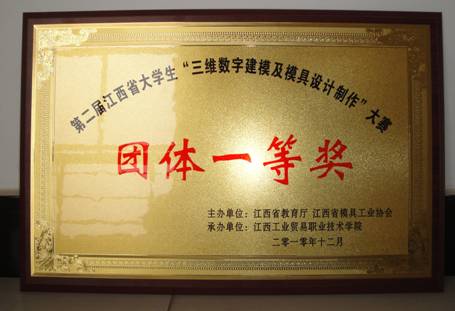 第二届江西省大学生“三维数字建模及模具设计制作”大赛
团体一等奖
主办单位：江西省教育厅 江西省模具工业协会
承办单位：江西工业贸易职业技术学院
二零一零年十二月